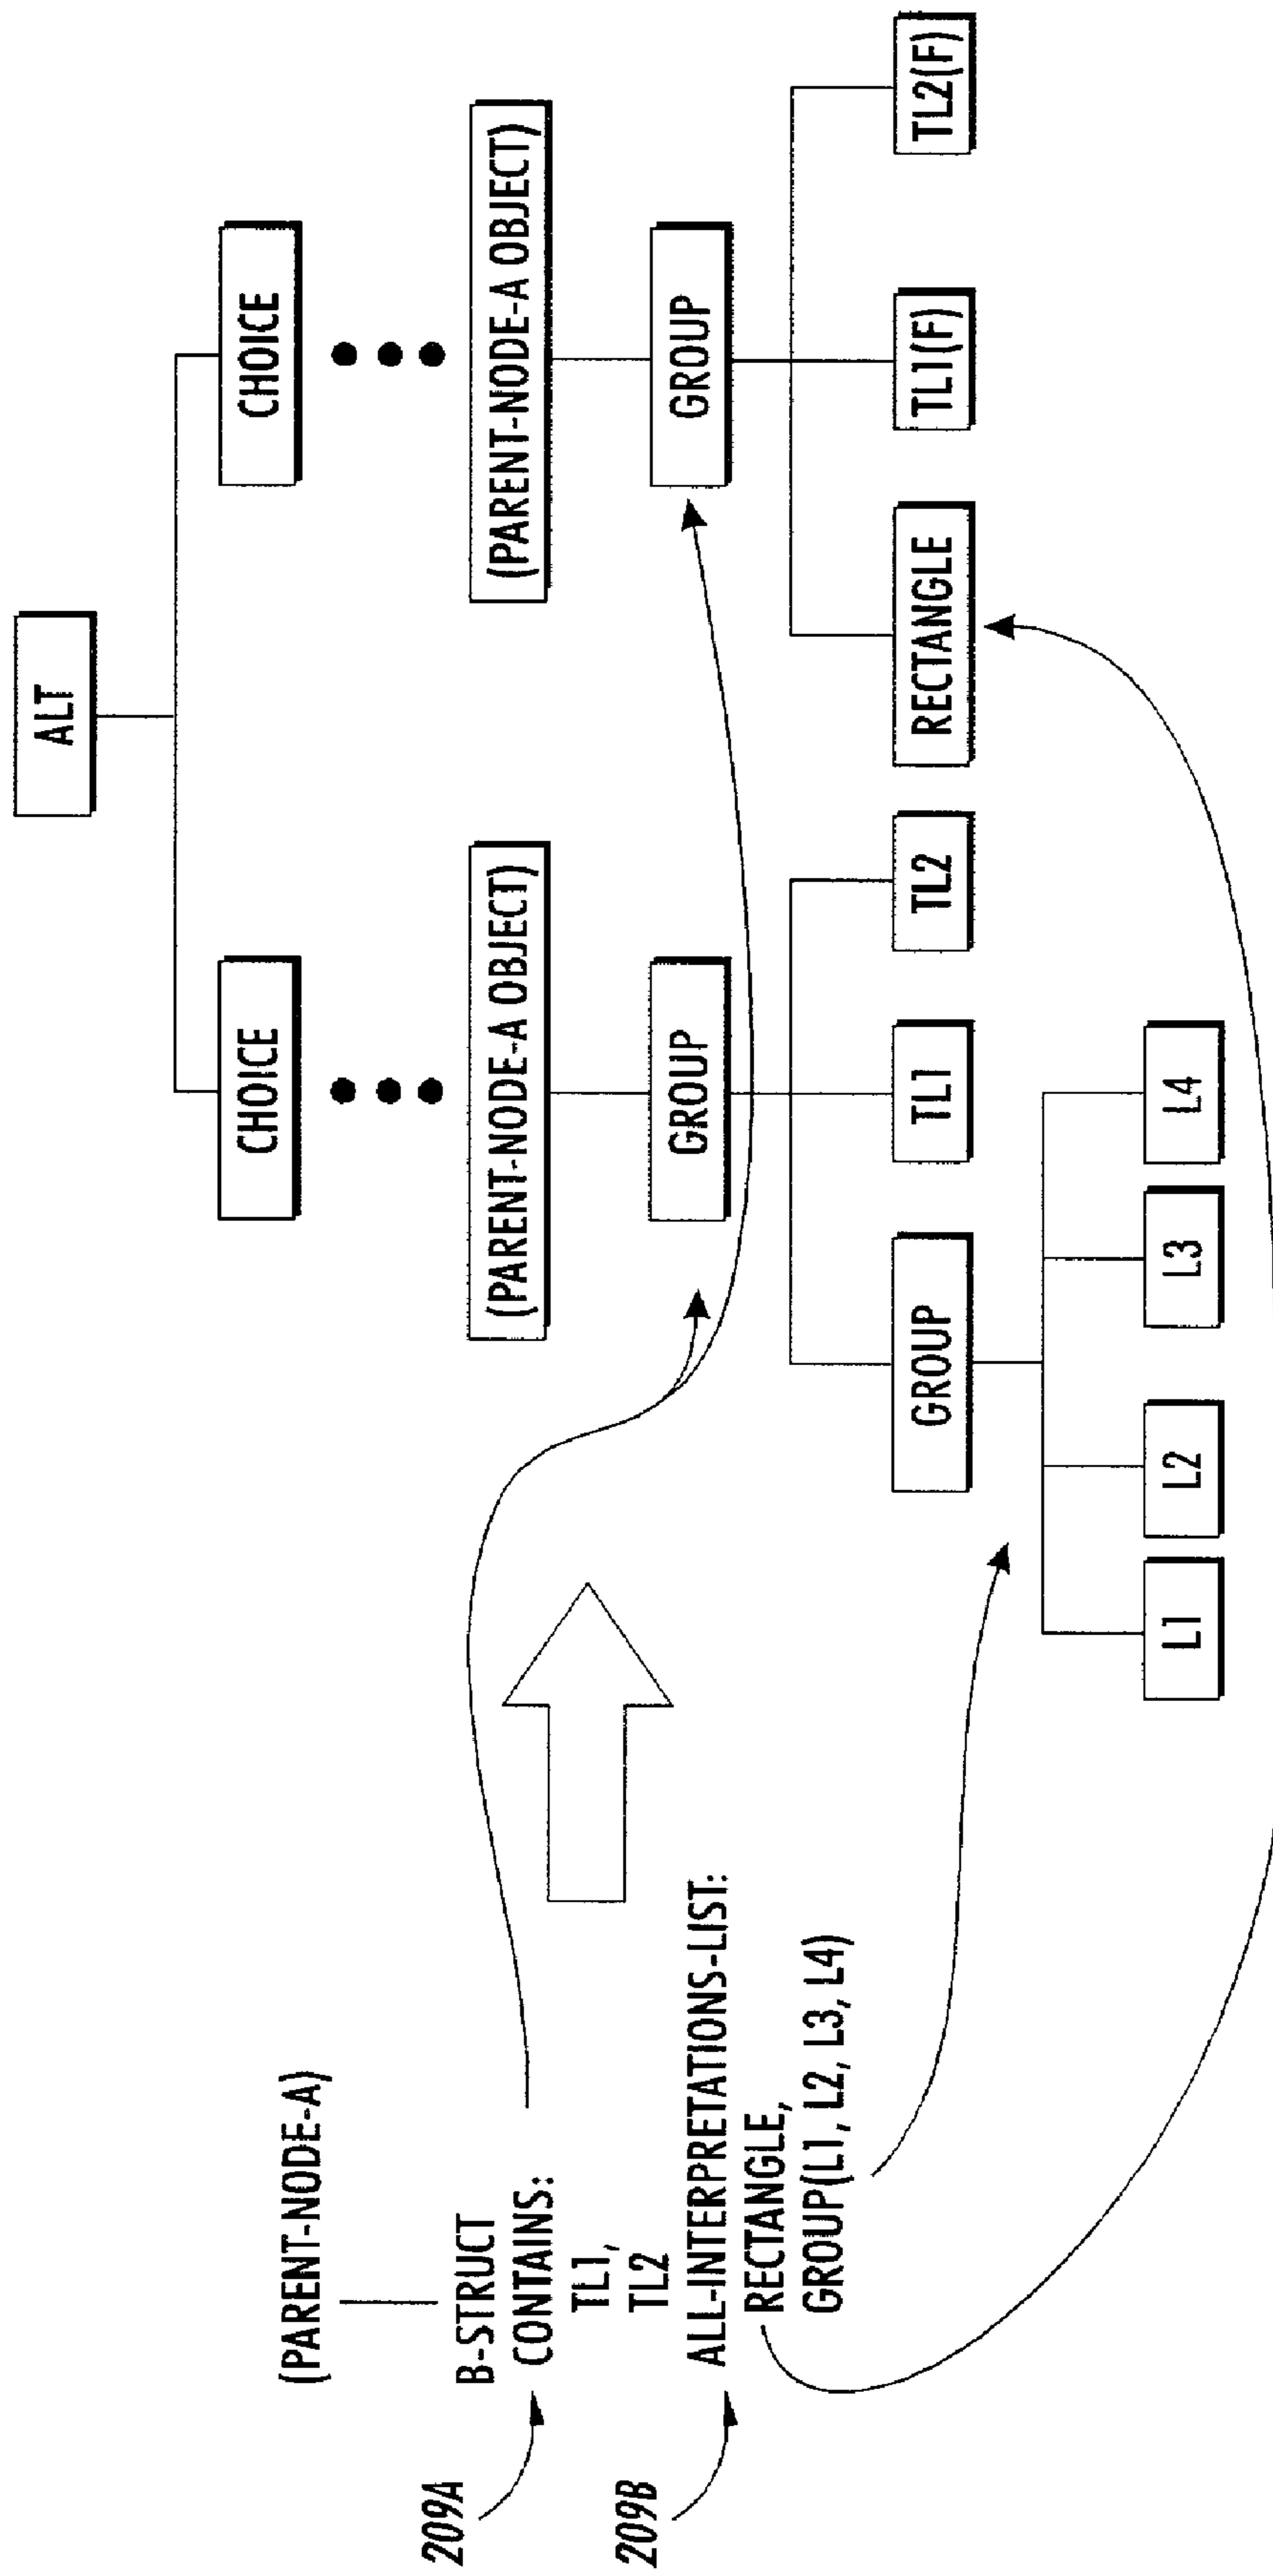 ALT
CHOICE
CHOICE
(PARENT-NODE-A)
(PARENT-NODE-A OBJECT)
(PARENT-NODE-A OBJECT)
209A
B-STRUCT
CONTAINS:
TL1,
TL2
GROUP
GROUP
209B
ALL-INTERPRETATIONS-LIST:
RECTANGLE,
GROUP(L1, L2, L3, L4)
GROUP
TL1
TL2
RECTANGLE
TL1(F)
TL2(F)
L1
L2
L3
L4